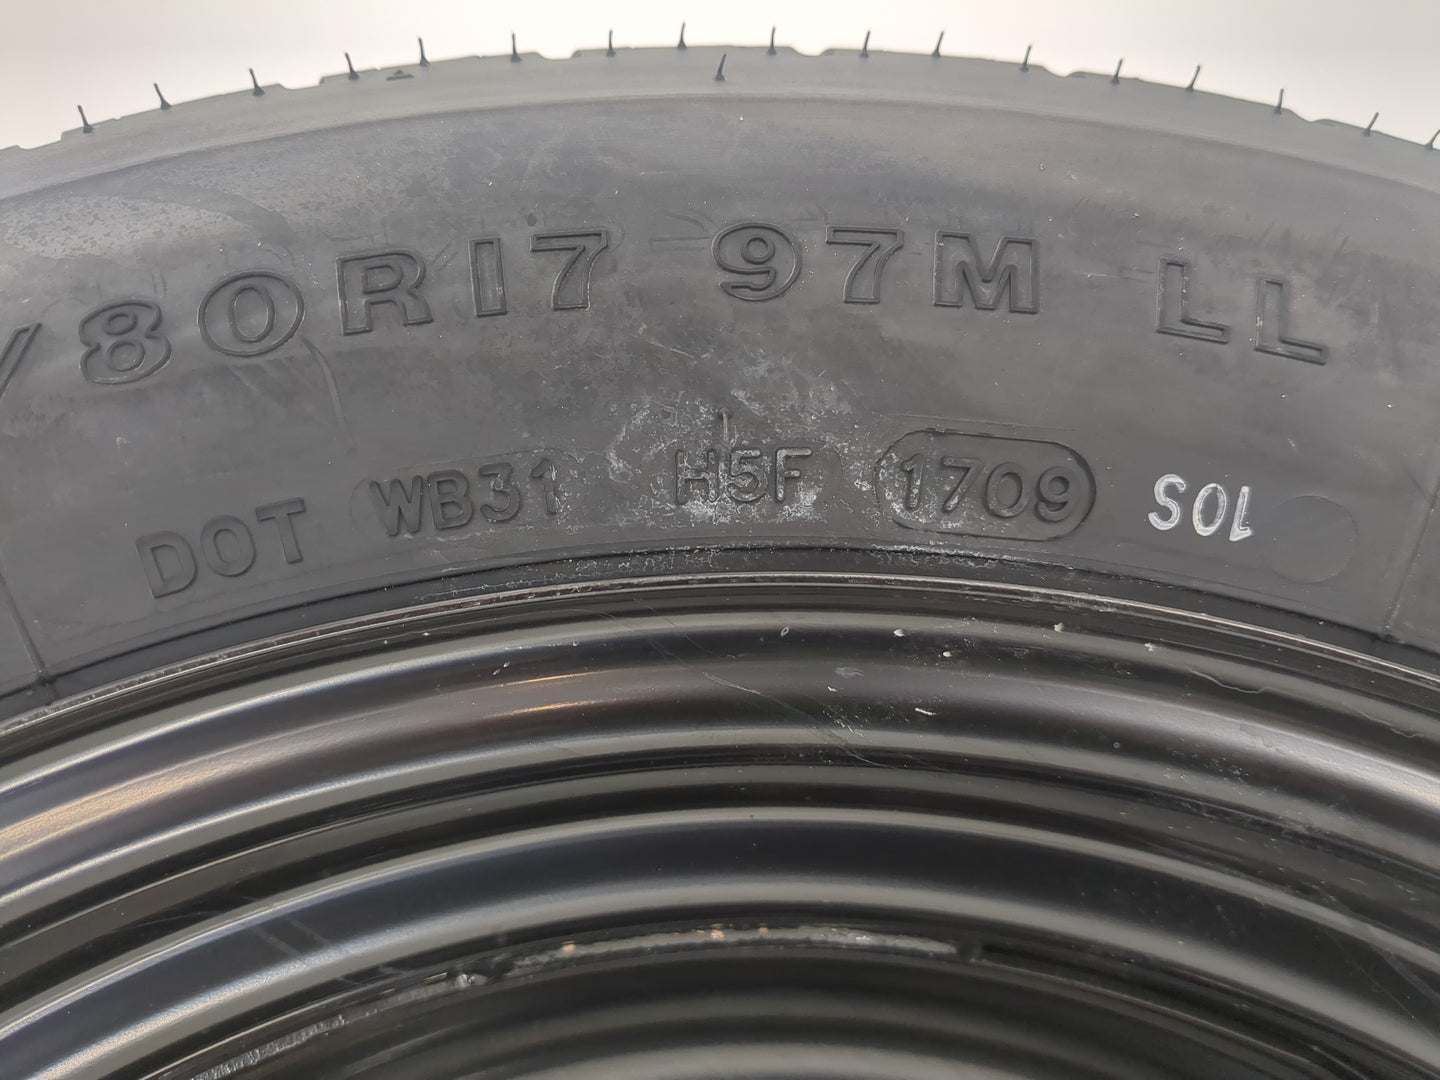 /80R17 97M LL
DOT WB31 H5F 1709 SOL